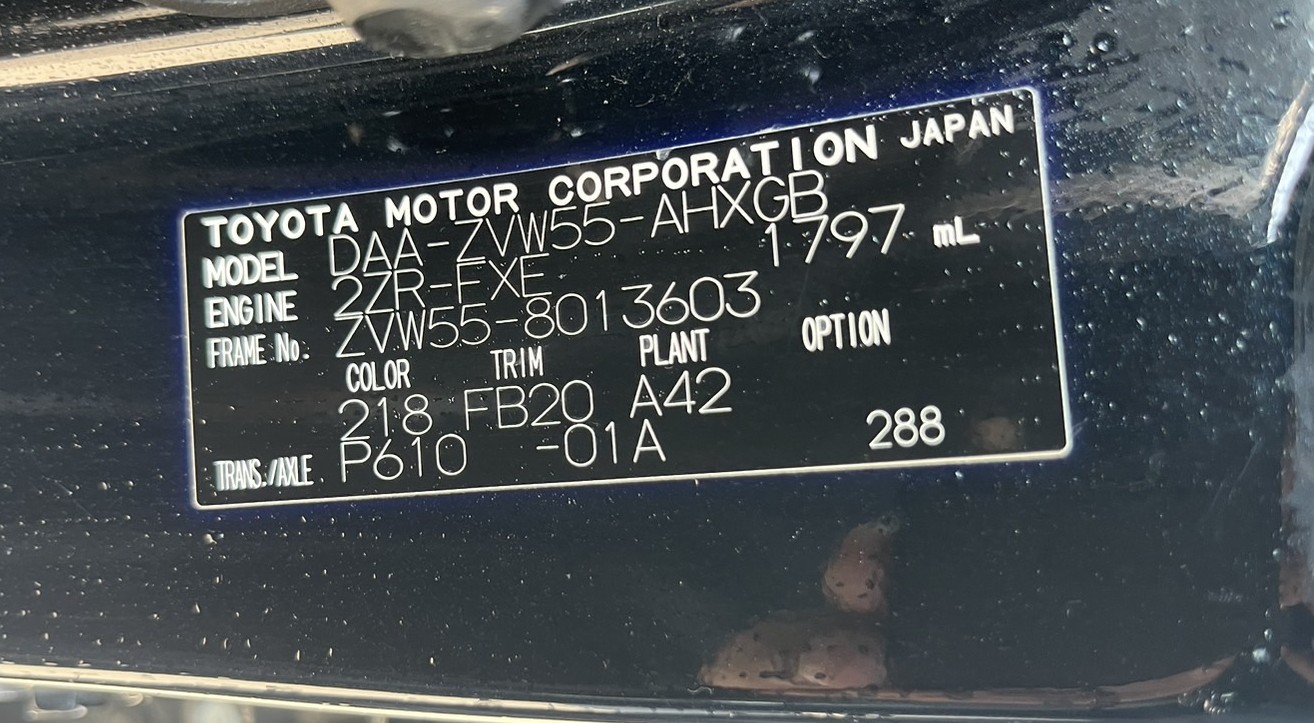 TOYOTA MOTOR CORPORATION JAPAN
MODEL DAA-ZVW55-AHXGB
ENGINE 2ZR-FXE 1797 mL
FRAME No. ZVW55-8013603
COLOR TRIM PLANT OPTION
218 FB20 A42
TRANS./AXLE P610 -01A 288